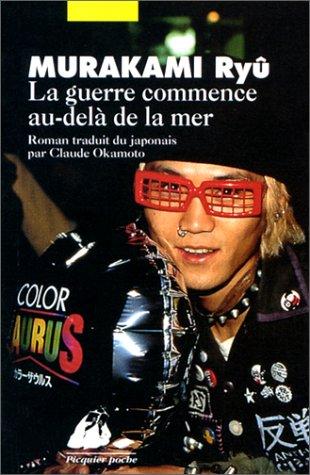 MURAKAMI Ryû
La guerre commence
au-delà de la mer
Roman traduit du japonais
par Claude Okamoto
COLOR
AURUS
カラーザウルス
反戦
Picquier poche